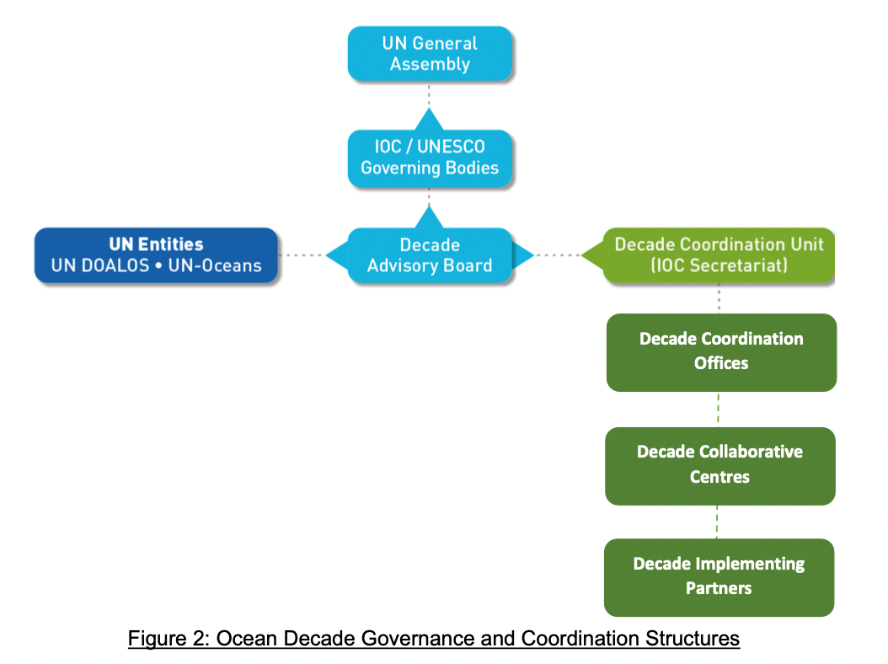 UN General
Assembly
IOC / UNESCO
Governing Bodies
UN Entities
UN DOALOS • UN-Oceans
Decade
Advisory Board
Decade Coordination Unit
(IOC Secretariat)
Decade Coordination
Offices
Decade Collaborative
Centres
Decade Implementing
Partners
Figure 2: Ocean Decade Governance and Coordination Structures